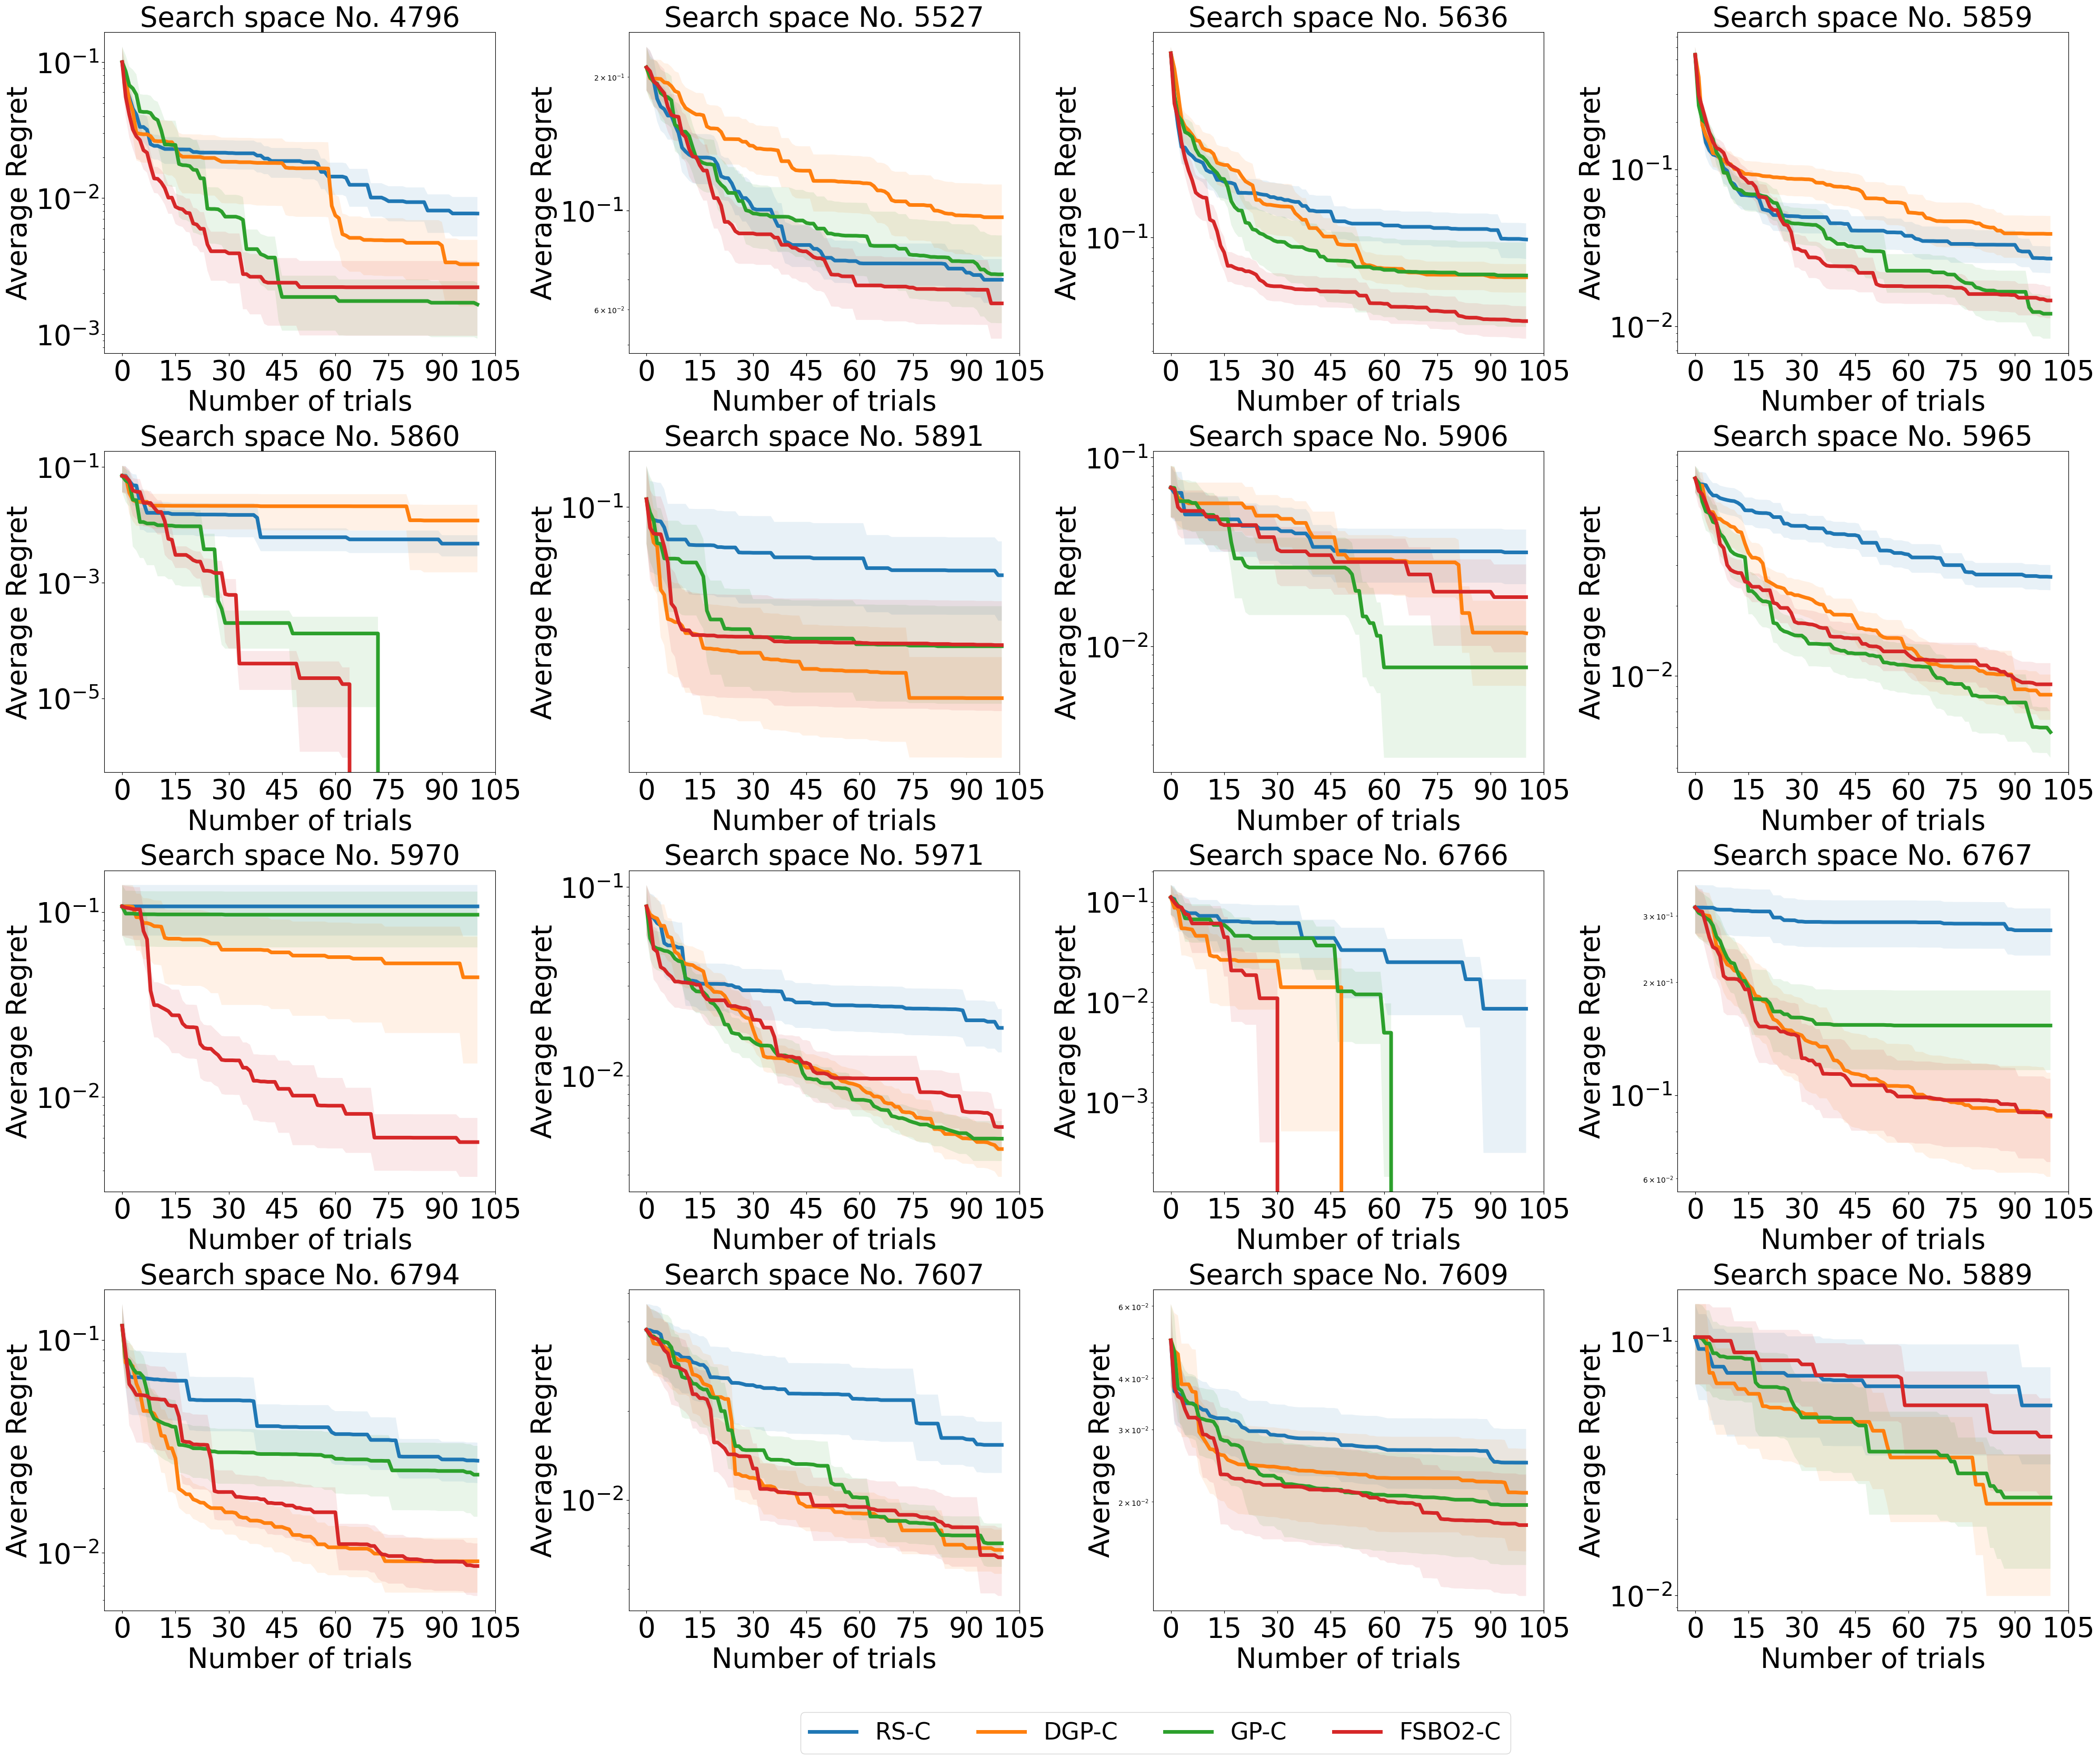 Search space No. 4796
Search space No. 5527
Search space No. 5636
Search space No. 5859
Average Regret
10⁻¹
10⁻²
10⁻³
0 15 30 45 60 75 90 105
Number of trials
Average Regret
2 × 10⁻¹
10⁻¹
6 × 10⁻²
0 15 30 45 60 75 90 105
Number of trials
Average Regret
10⁻¹
0 15 30 45 60 75 90 105
Number of trials
Average Regret
10⁻¹
10⁻²
0 15 30 45 60 75 90 105
Number of trials
Search space No. 5860
Search space No. 5891
Search space No. 5906
Search space No. 5965
Average Regret
10⁻¹
10⁻³
10⁻⁵
0 15 30 45 60 75 90 105
Number of trials
Average Regret
10⁻¹
0 15 30 45 60 75 90 105
Number of trials
Average Regret
10⁻¹
10⁻²
0 15 30 45 60 75 90 105
Number of trials
Average Regret
10⁻²
0 15 30 45 60 75 90 105
Number of trials
Search space No. 5970
Search space No. 5971
Search space No. 6766
Search space No. 6767
Average Regret
10⁻¹
10⁻²
0 15 30 45 60 75 90 105
Number of trials
Average Regret
10⁻¹
10⁻²
0 15 30 45 60 75 90 105
Number of trials
Average Regret
10⁻¹
10⁻²
10⁻³
0 15 30 45 60 75 90 105
Number of trials
Average Regret
3 × 10⁻¹
2 × 10⁻¹
10⁻¹
6 × 10⁻²
0 15 30 45 60 75 90 105
Number of trials
Search space No. 6794
Search space No. 7607
Search space No. 7609
Search space No. 5889
Average Regret
10⁻¹
10⁻²
0 15 30 45 60 75 90 105
Number of trials
Average Regret
10⁻²
0 15 30 45 60 75 90 105
Number of trials
Average Regret
6 × 10⁻²
4 × 10⁻²
3 × 10⁻²
2 × 10⁻²
0 15 30 45 60 75 90 105
Number of trials
Average Regret
10⁻¹
10⁻²
0 15 30 45 60 75 90 105
Number of trials
RS-C DGP-C GP-C FSBO2-C